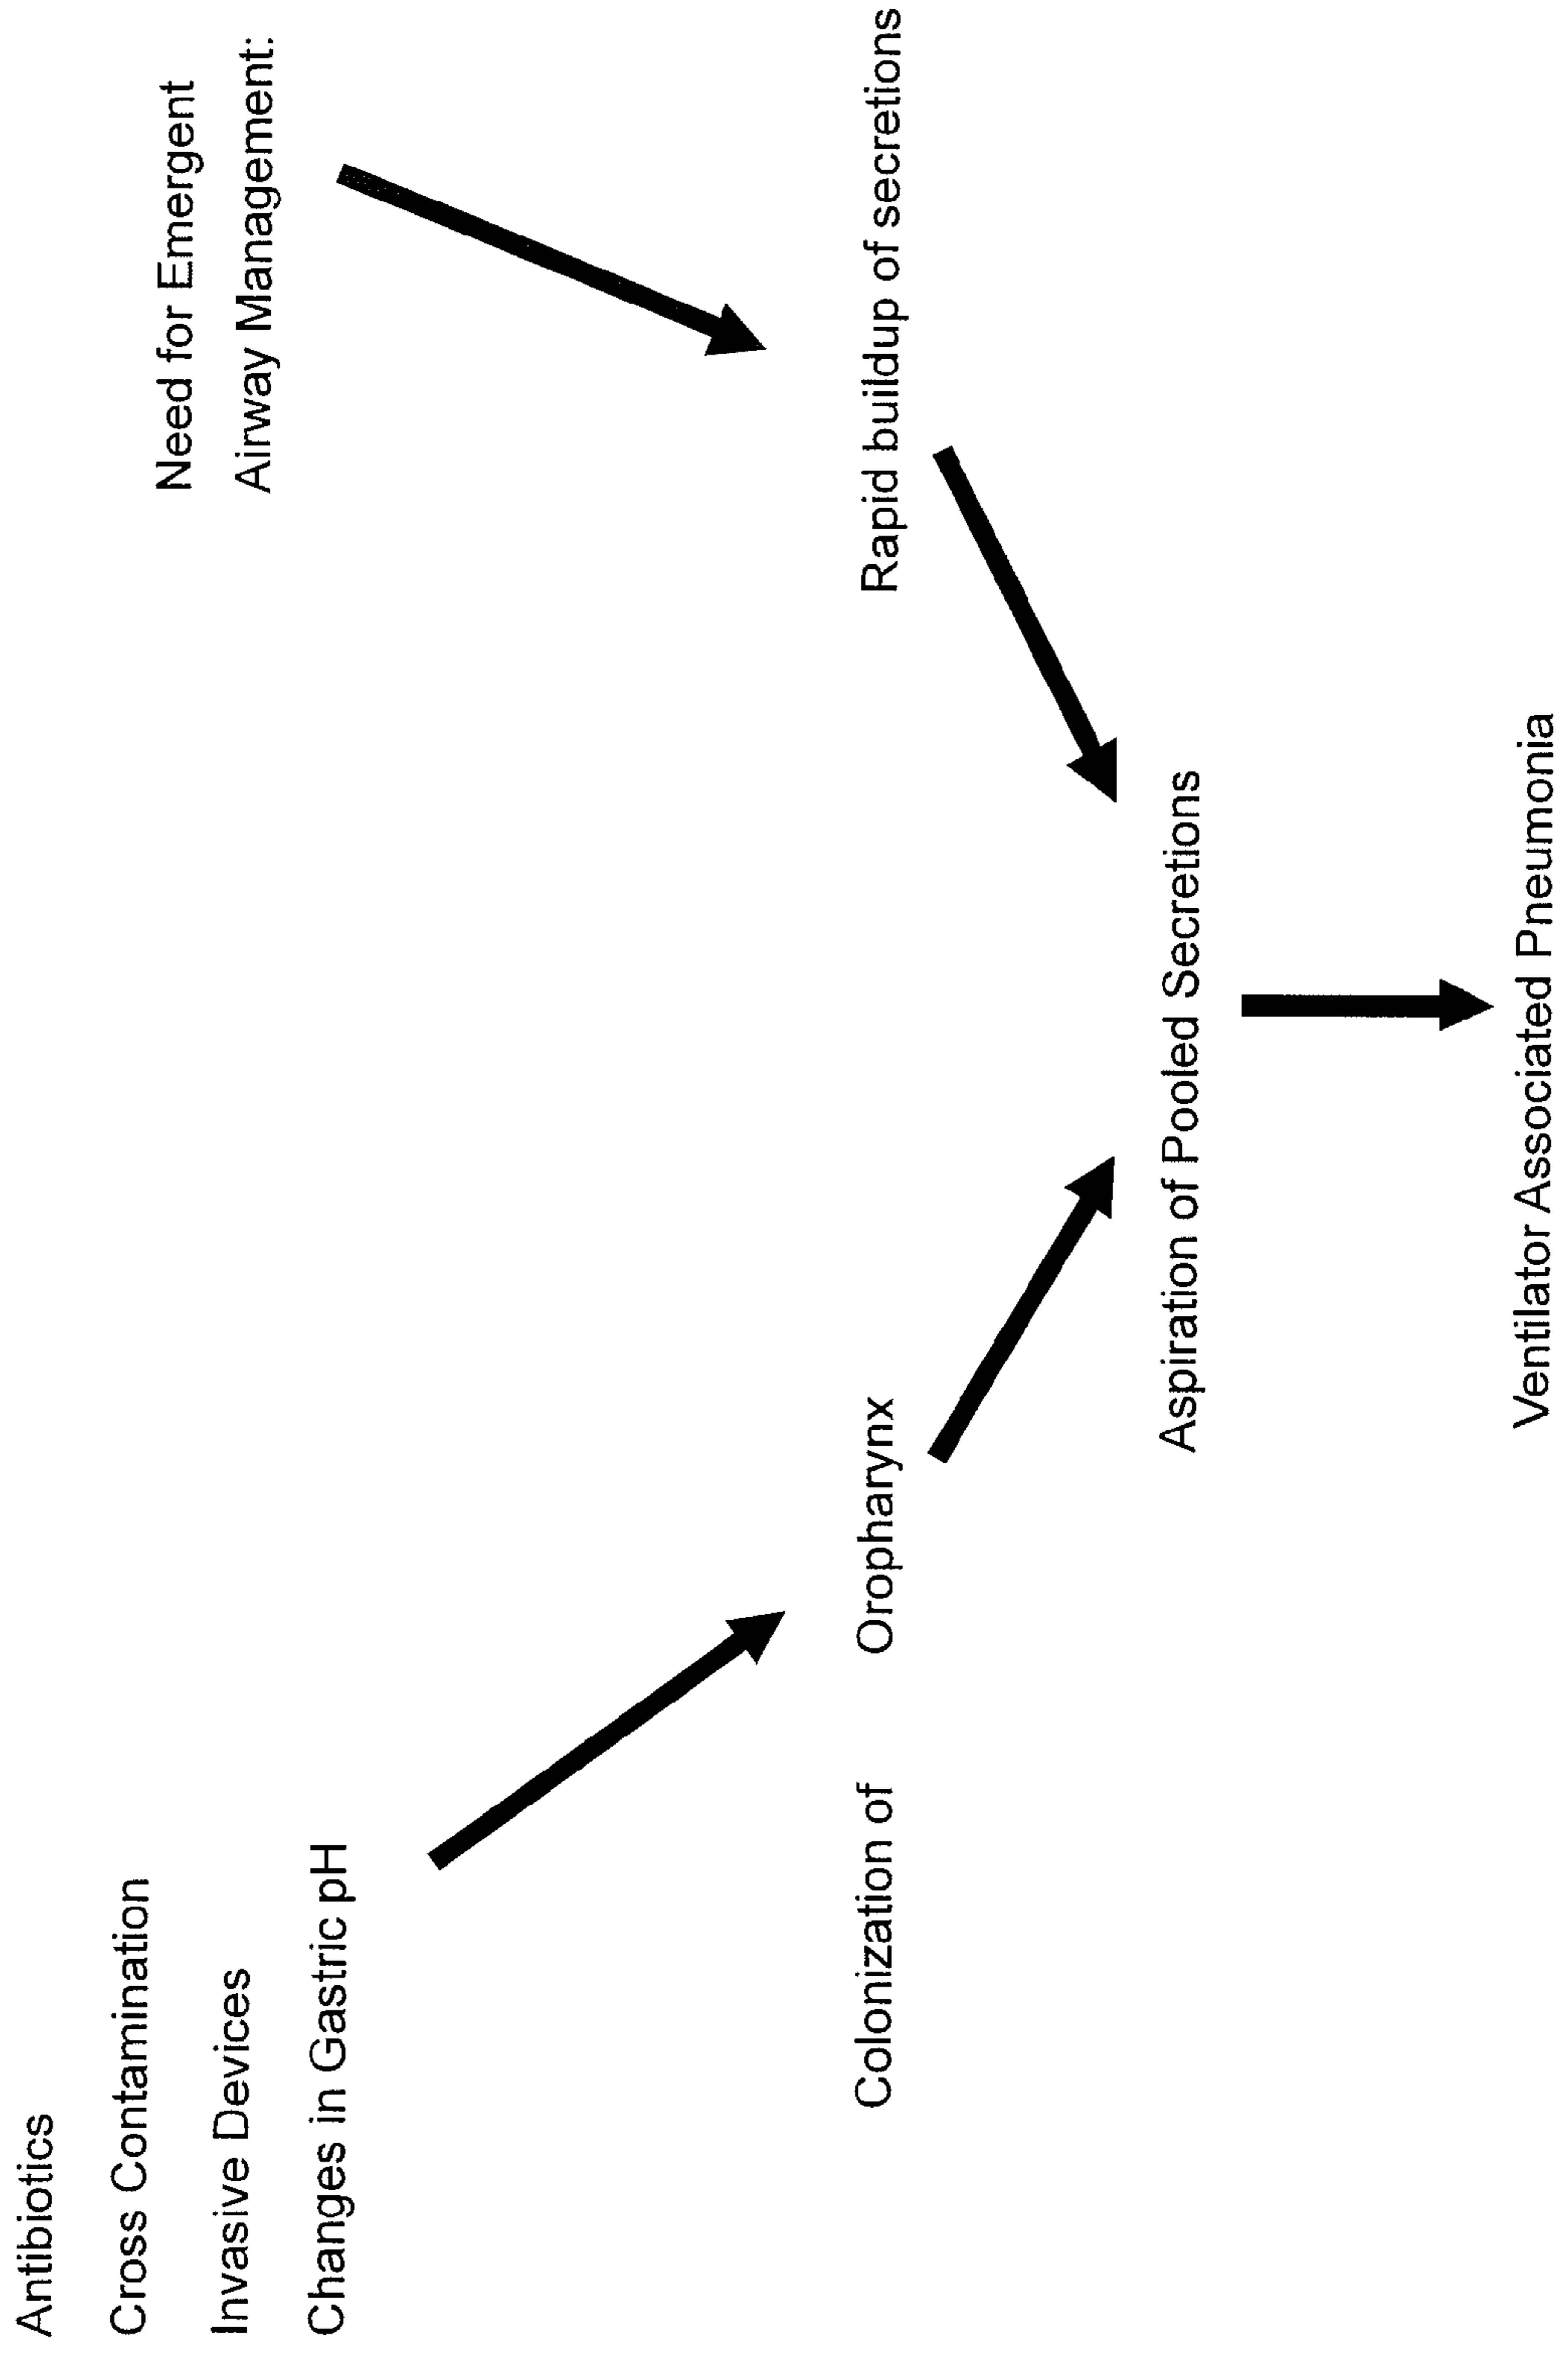 Antibiotics
Cross Contamination
Invasive Devices
Changes in Gastric pH
Need for Emergent
Airway Management:
Colonization of Oropharynx
Rapid buildup of secretions
Aspiration of Pooled Secretions
Ventilator Associated Pneumonia